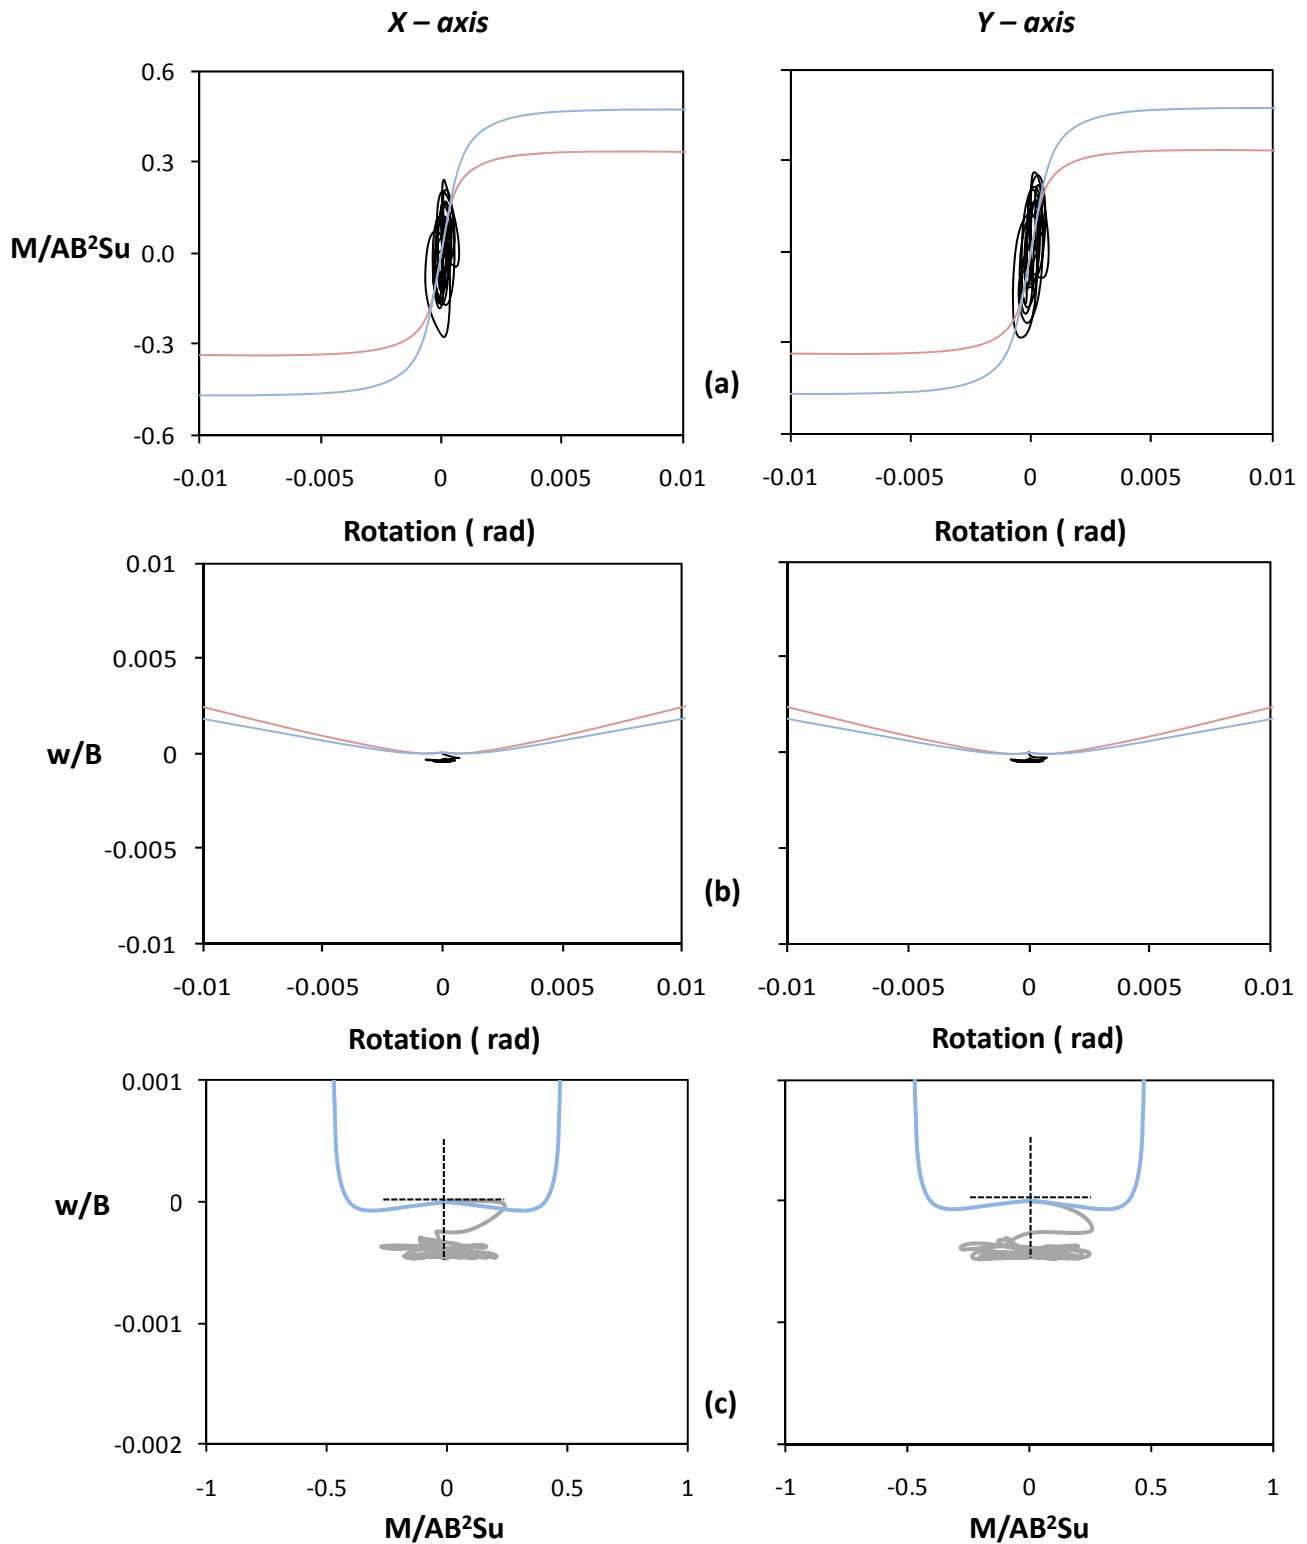 X – axis Y – axis
0.6
0.3
M/AB²Su 0.0
-0.3
(a)
-0.6
-0.01 -0.005 0 0.005 0.01 -0.01 -0.005 0 0.005 0.01
Rotation ( rad) Rotation ( rad)
0.01
0.005
w/B 0
-0.005
(b)
-0.01
-0.01 -0.005 0 0.005 0.01 -0.01 -0.005 0 0.005 0.01
Rotation ( rad) Rotation ( rad)
0.001
w/B 0
-0.001
(c)
-0.002
-1 -0.5 0 0.5 1 -1 -0.5 0 0.5 1
M/AB²Su M/AB²Su